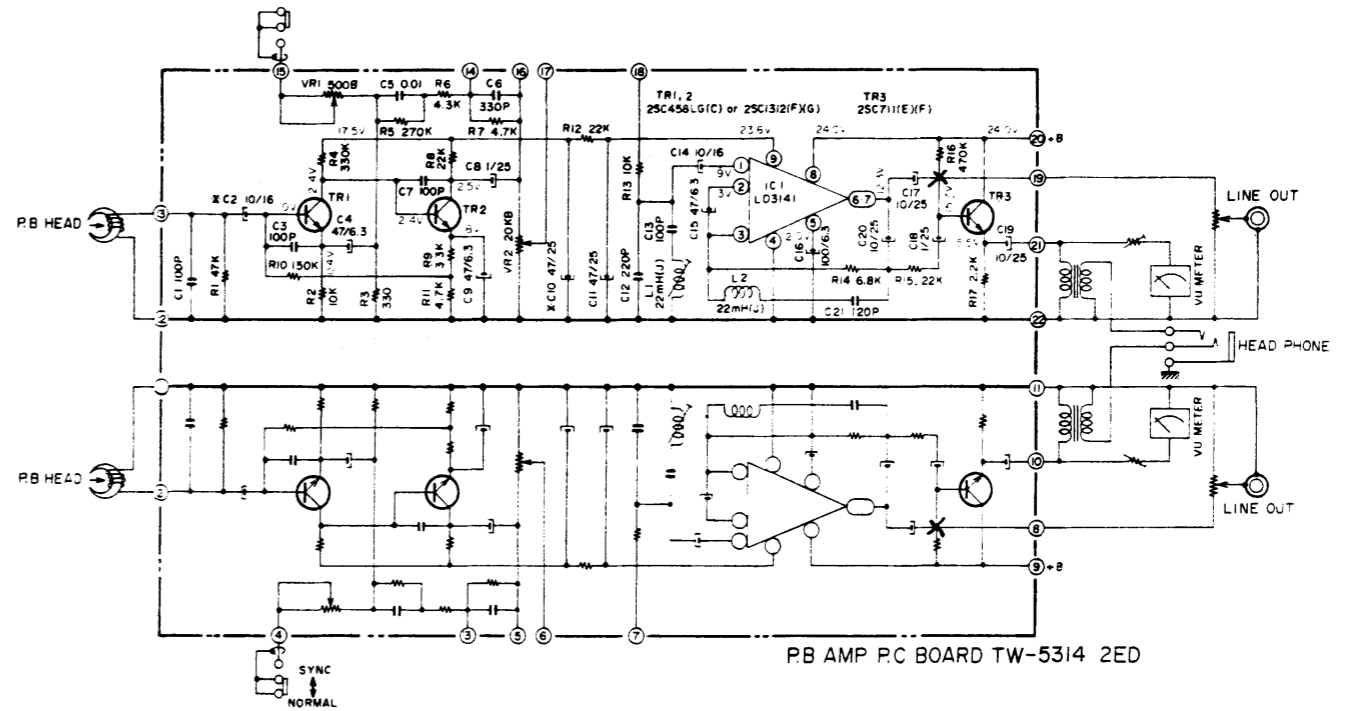 15
14
16
17
18
VR1 500B
C5 0.01
R6
4.3K
C6
330P
R5 270K
R7 4.7K
TR1, 2
2SC458LG(C) or 2SC1312(F)(G)
TR3
2SC711(E)(F)
17.5V
R12 22K
23.6V
24.0V
24.0V
20 +B
R4
330K
R8
22K
C8 1/25
R13 10K
C14 10/16
R16
470K
2.4V
C7 100P
2.5V
9V
3V
1
2
3
4
5
6 7
8
9
IC1
LD3141
C17
10/25
19
LINE OUT
P.B HEAD
3
※C2 10/16
TR1
TR2
TR3
C3
100P
C4
47/6.3
2.4V
VR2 20KB
C13
100P
C15 47/6.3
C16
100/6.3
C20
10/25
C18
1/25
C19
10/25
21
C1 100P
R1 47K
R10 150K
R9
3.3K
R2
10K
R3
330
R11
4.7K
C9 47/6.3
※C10 47/25
C11 47/25
C12 220P
L1
22mH(J)
L2
22mH(J)
R14 6.8K
R15 22K
C21 120P
R17 2.2K
VU METER
22
HEAD PHONE
11
P.B HEAD
VU METER
10
LINE OUT
8
9 +B
4
3
5
6
7
SYNC
NORMAL
P.B AMP P.C BOARD TW-5314 2ED